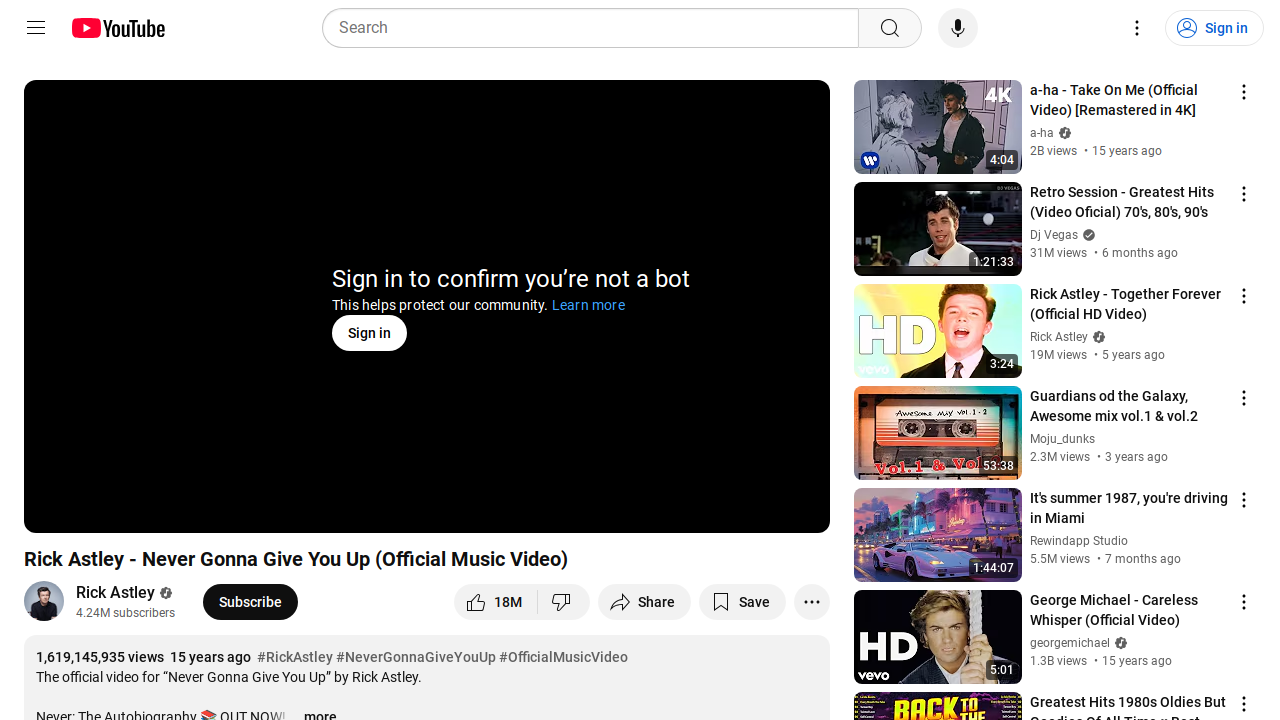 YouTube
Search
Sign in
Sign in to confirm you’re not a bot
This helps protect our community. Learn more
Sign in
Rick Astley - Never Gonna Give You Up (Official Music Video)
Rick Astley
4.24M subscribers
Subscribe
18M
Share
Save
1,619,145,935 views 15 years ago #RickAstley #NeverGonnaGiveYouUp #OfficialMusicVideo
The official video for “Never Gonna Give You Up” by Rick Astley.
Never: The Autobiography 📚 OUT NOW! ...more
4K
4:04
a-ha - Take On Me (Official
Video) [Remastered in 4K]
a-ha
2B views • 15 years ago
DJ VEGAS
1:21:33
Retro Session - Greatest Hits
(Video Oficial) 70's, 80's, 90's
Dj Vegas
31M views • 6 months ago
HD
vevo
3:24
Rick Astley - Together Forever
(Official HD Video)
Rick Astley
19M views • 5 years ago
Awesome Mix Vol. 1 - 2
Vol.1 & Vol
53:38
Guardians od the Galaxy,
Awesome mix vol.1 & vol.2
Moju_dunks
2.3M views • 3 years ago
1:44:07
It's summer 1987, you're driving
in Miami
Rewindapp Studio
5.5M views • 7 months ago
HD
vevo
5:01
George Michael - Careless
Whisper (Official Video)
georgemichael
1.3B views • 15 years ago
BACK TO
Greatest Hits 1980s Oldies But